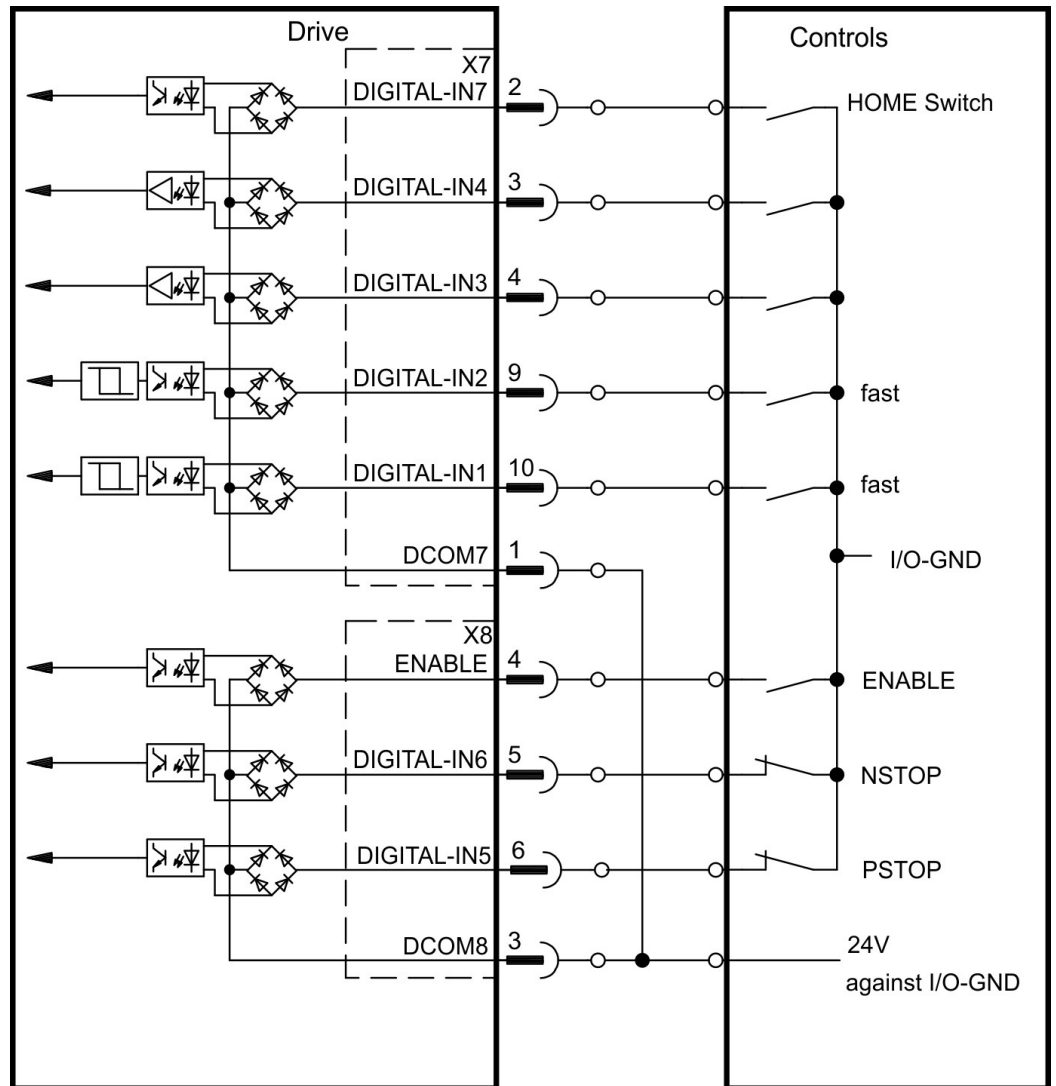 Drive
Controls
X7
DIGITAL-IN7 2
HOME Switch
DIGITAL-IN4 3
DIGITAL-IN3 4
DIGITAL-IN2 9
fast
DIGITAL-IN1 10
fast
DCOM7 1
I/O-GND
X8
ENABLE 4
ENABLE
DIGITAL-IN6 5
NSTOP
DIGITAL-IN5 6
PSTOP
DCOM8 3
24V
against I/O-GND